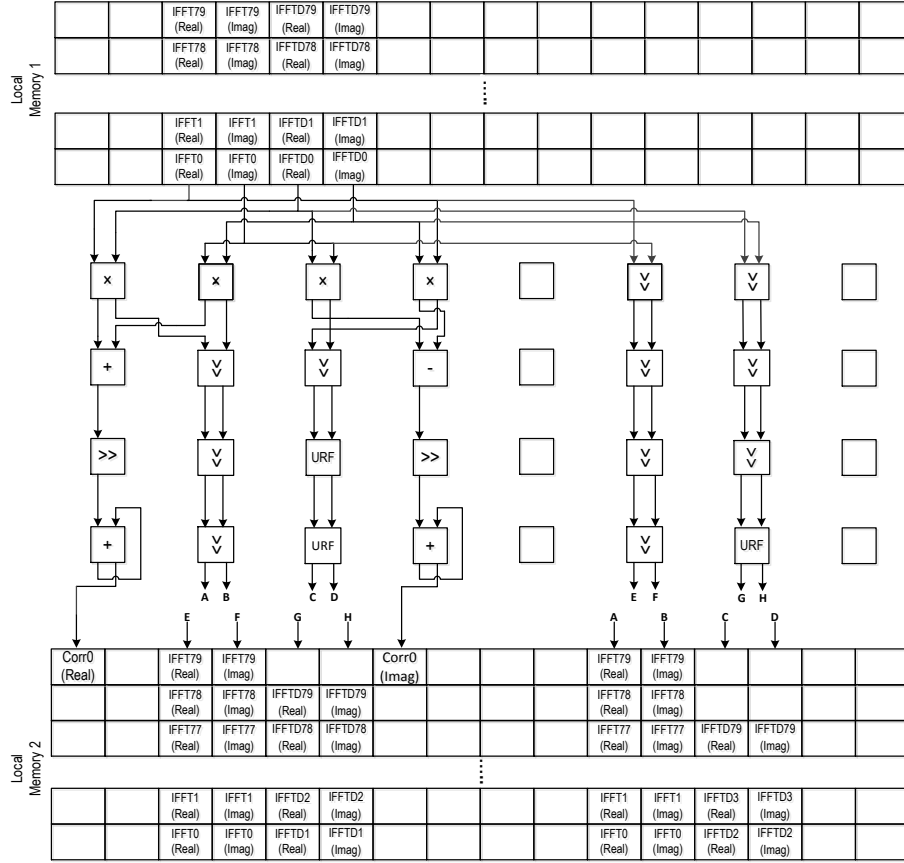 Local
Memory 1
IFFT79 IFFT79 IFFTD79 IFFTD79
(Real) (Imag) (Real) (Imag)
IFFT78 IFFT78 IFFTD78 IFFTD78
(Real) (Imag) (Real) (Imag)
IFFT1 IFFT1 IFFTD1 IFFTD1
(Real) (Imag) (Real) (Imag)
IFFT0 IFFT0 IFFTD0 IFFTD0
(Real) (Imag) (Real) (Imag)
x x x x >> >>
+ >> >> - >> >>
>> >> URF >> >> >>
+ >> URF + >> URF
A B C D E F G H
E F G H A B C D
Local
Memory 2
Corr0 IFFT79 IFFT79 Corr0 IFFT79 IFFT79
(Real) (Real) (Imag) (Imag) (Real) (Imag)
IFFT78 IFFT78 IFFTD79 IFFTD79 IFFT78 IFFT78
(Real) (Imag) (Real) (Imag) (Real) (Imag)
IFFT77 IFFT77 IFFTD78 IFFTD78 IFFT77 IFFT77 IFFTD79 IFFTD79
(Real) (Imag) (Real) (Imag) (Real) (Imag) (Real) (Imag)
IFFT1 IFFT1 IFFTD2 IFFTD2 IFFT1 IFFT1 IFFTD3 IFFTD3
(Real) (Imag) (Real) (Imag) (Real) (Imag) (Real) (Imag)
IFFT0 IFFT0 IFFTD1 IFFTD1 IFFT0 IFFT0 IFFTD2 IFFTD2
(Real) (Imag) (Real) (Imag) (Real) (Imag) (Real) (Imag)